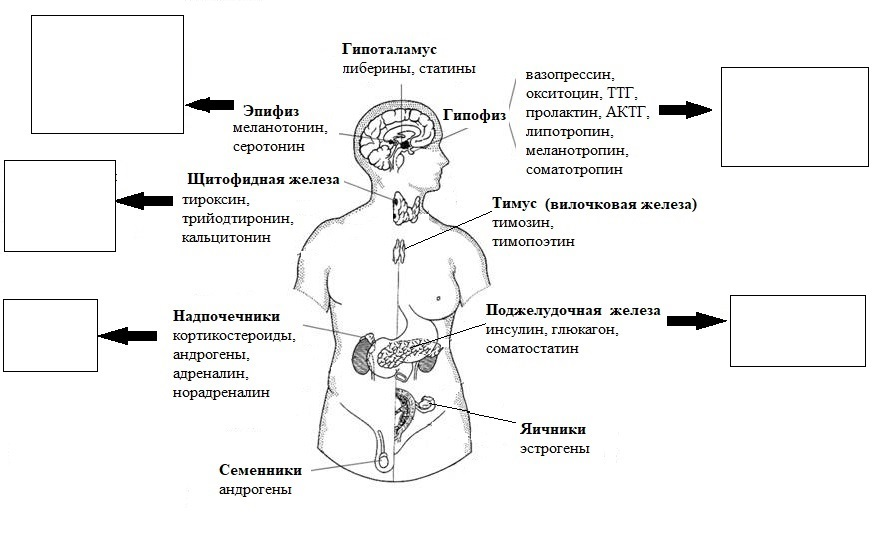 Гипоталамус
либерины, статины
Эпифиз
меланотонин,
серотонин
Гипофиз
вазопрессин,
окситоцин, ТТГ,
пролактин, АКТГ,
липотропин,
меланотропин,
соматотропин
Щитофидная железа
тироксин,
трийодтиронин,
кальцитонин
Тимус (вилочковая железа)
тимозин,
тимопоэтин
Надпочечники
кортикостероиды,
андрогены,
адреналин,
норадреналин
Поджелудочная железа
инсулин, глюкагон,
соматостатин
Яичники
эстрогены
Семенники
андрогены